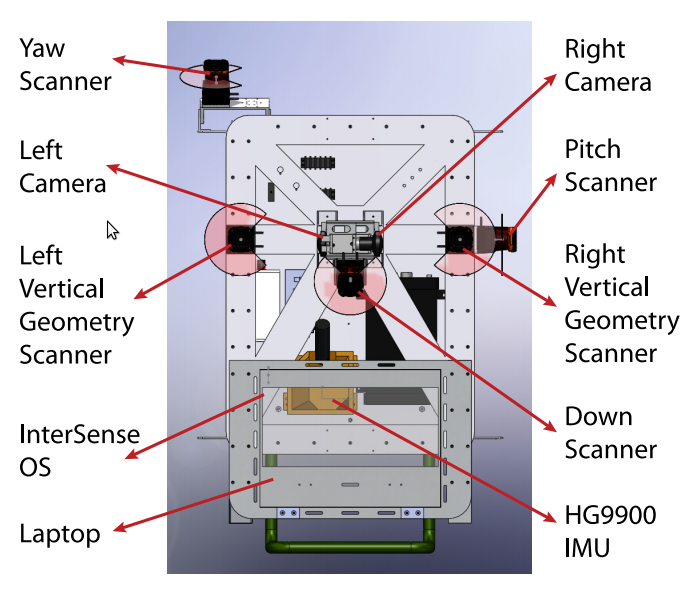 Yaw
Scanner
Left
Camera
Left
Vertical
Geometry
Scanner
InterSense
OS
Laptop
Right
Camera
Pitch
Scanner
Right
Vertical
Geometry
Scanner
Down
Scanner
HG9900
IMU